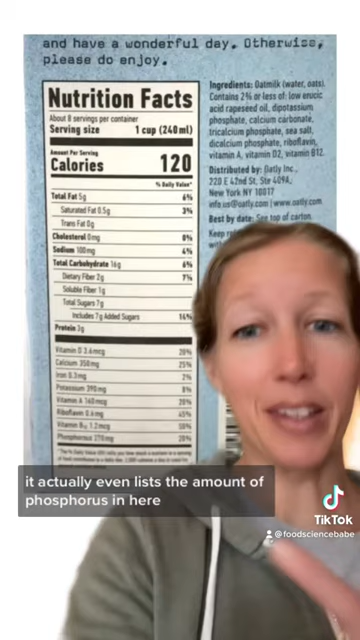 and have a wonderful day. Otherwise,
please do enjoy.
Nutrition Facts
About 8 servings per container
Serving size 1 cup (240ml)
Amount Per Serving
Calories 120
% Daily Value*
Total Fat 5g 6%
Saturated Fat 0.5g 3%
Trans Fat 0g
Cholesterol 0mg 0%
Sodium 100mg 4%
Total Carbohydrate 16g 6%
Dietary Fiber 2g 7%
Soluble Fiber 1g
Total Sugars 7g
Includes 7g Added Sugars 14%
Protein 3g
Vitamin D 3.6mcg 20%
Calcium 350mg 25%
Iron 0.3mg 2%
Potassium 390mg 8%
Vitamin A 160mcg 20%
Riboflavin 0.6mg 45%
Vitamin B12 1.2mcg 50%
Phosphorous 270mg 20%
Ingredients: Oatmilk (water, oats).
Contains 2% or less of: low erucic
acid rapeseed oil, dipotassium
phosphate, calcium carbonate,
tricalcium phosphate, sea salt,
dicalcium phosphate, riboflavin,
vitamin A, vitamin D2, vitamin B12.
Distributed by: Oatly Inc.,
220 E 42nd St, Ste 409A,
New York NY 10017
info.us@oatly.com | www.oatly.com
Best by date: See top of carton.
Keep
it actually even lists the amount of
phosphorus in here
TikTok
@foodsciencebabe